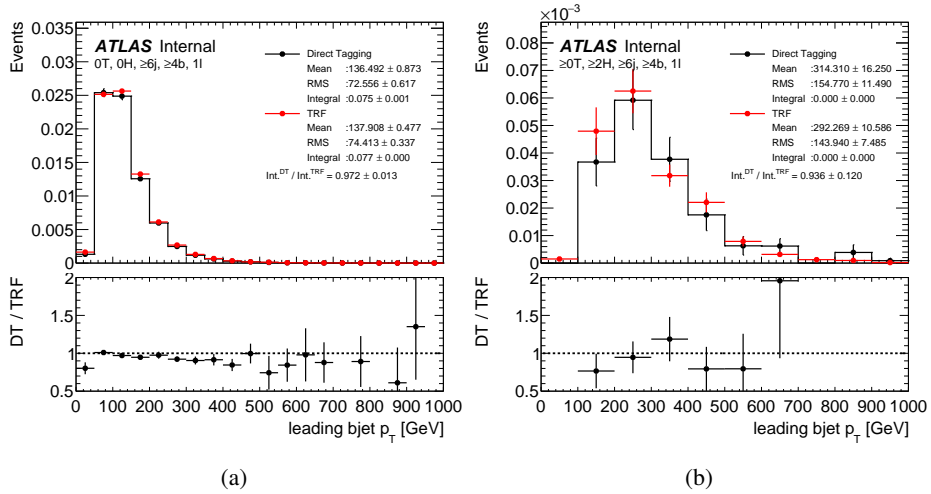 ATLAS Internal
0T, 0H, ≥6j, ≥4b, 1l
Direct Tagging
Mean :136.492 ± 0.873
RMS :72.556 ± 0.617
Integral :0.075 ± 0.001
TRF
Mean :137.908 ± 0.477
RMS :74.413 ± 0.337
Integral :0.077 ± 0.000
Int.DT / Int.TRF = 0.972 ± 0.013
Events
0.03
0.025
0.02
0.015
0.01
0.005
0
DT / TRF
2
1.5
1
0.5
0 100 200 300 400 500 600 700 800 900 1000
leading bjet pT [GeV]
(a)
×10−3
ATLAS Internal
≥0T, ≥2H, ≥6j, ≥4b, 1l
Direct Tagging
Mean :314.310 ± 16.250
RMS :154.770 ± 11.490
Integral :0.000 ± 0.000
TRF
Mean :292.269 ± 10.586
RMS :143.940 ± 7.485
Integral :0.000 ± 0.000
Int.DT / Int.TRF = 0.936 ± 0.120
Events
0.08
0.07
0.06
0.05
0.04
0.03
0.02
0.01
0
DT / TRF
2
1.5
1
0.5
0 100 200 300 400 500 600 700 800 900 1000
leading bjet pT [GeV]
(b)